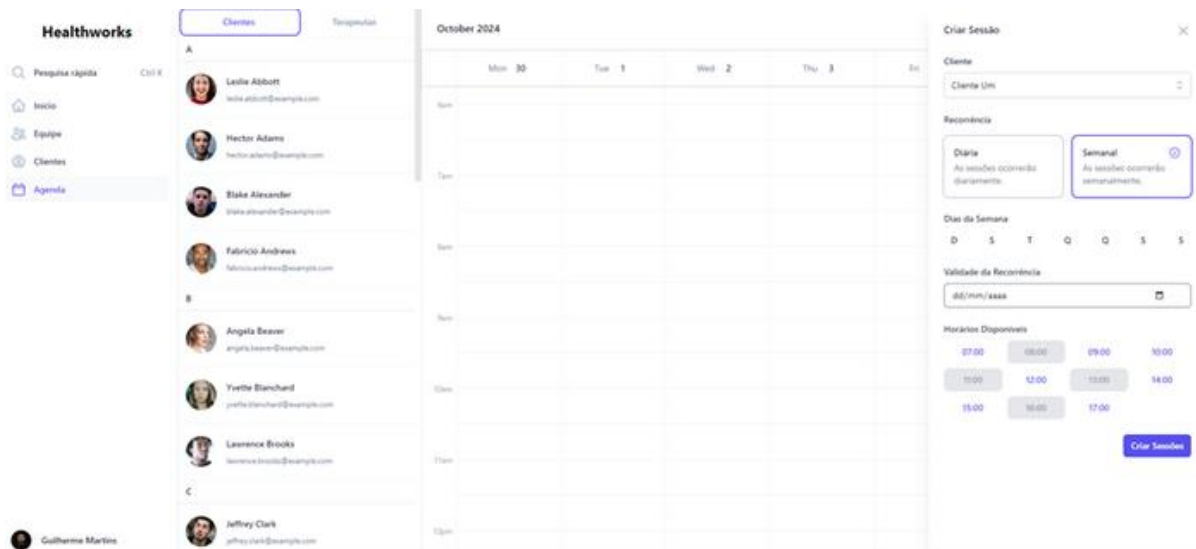 Healthworks
Pesquisa rápida Ctrl K
Inicio
Equipe
Clientes
Agenda
Guilherme Martins
Clientes Terapeutas
A
Leslie Abbott
leslie.abbott@example.com
Hector Adams
hector.adams@example.com
Blake Alexander
blake.alexander@example.com
Fabricio Andrews
fabricio.andrews@example.com
B
Angela Beaver
angela.beaver@example.com
Yvette Blanchard
yvette.blanchard@example.com
Lawrence Brooks
lawrence.brooks@example.com
C
Jeffrey Clark
jeffrey.clark@example.com
October 2024
Mon 30 Tue 1 Wed 2 Thu 3 Fri
6am
7am
8am
9am
10am
11am
12pm
Criar Sessão
Cliente
Cliente Um
Recorrência
Diária
As sessões ocorrerão
diariamente.
Semanal
As sessões ocorrerão
semanalmente.
Dias da Semana
D S T Q Q S S
Validade da Recorrência
dd/mm/aaaa
Horários Disponíveis
07:00 08:00 09:00 10:00
11:00 12:00 13:00 14:00
15:00 16:00 17:00
Criar Sessões